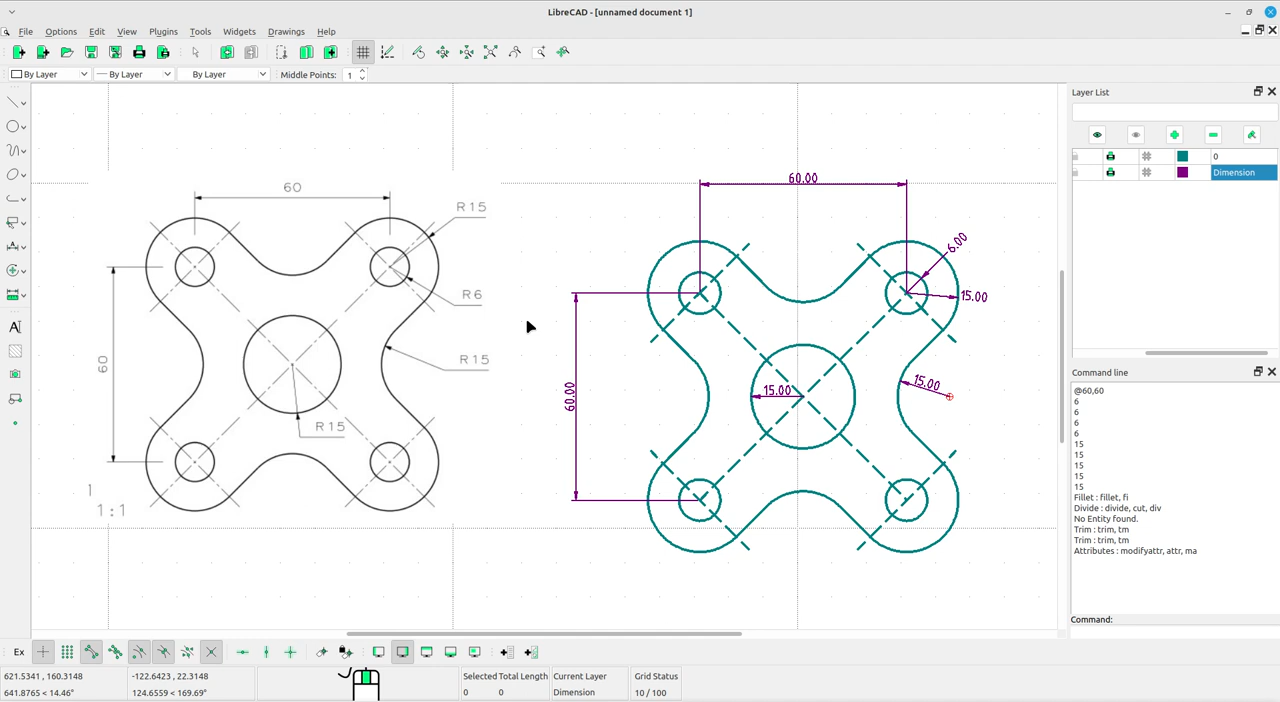 LibreCAD - [unnamed document 1]
File Options Edit View Plugins Tools Widgets Drawings Help
By Layer By Layer By Layer Middle Points: 1
Layer List
0
Dimension
60
R15
R6
R15
R15
60
1
1:1
60.00
6.00
15.00
15.00
15.00
60.00
Command line
@60,60
6
6
6
6
15
15
15
15
15
Fillet : fillet, fi
Divide : divide, cut, div
No Entity found.
Trim : trim, tm
Trim : trim, tm
Attributes : modifyattr, attr, ma
Command:
Ex
621.5341 , 160.3148
641.8765 < 14.46°
-122.6423 , 22.3148
124.6559 < 169.69°
Selected Total Length
0 0
Current Layer
Dimension
Grid Status
10 / 100